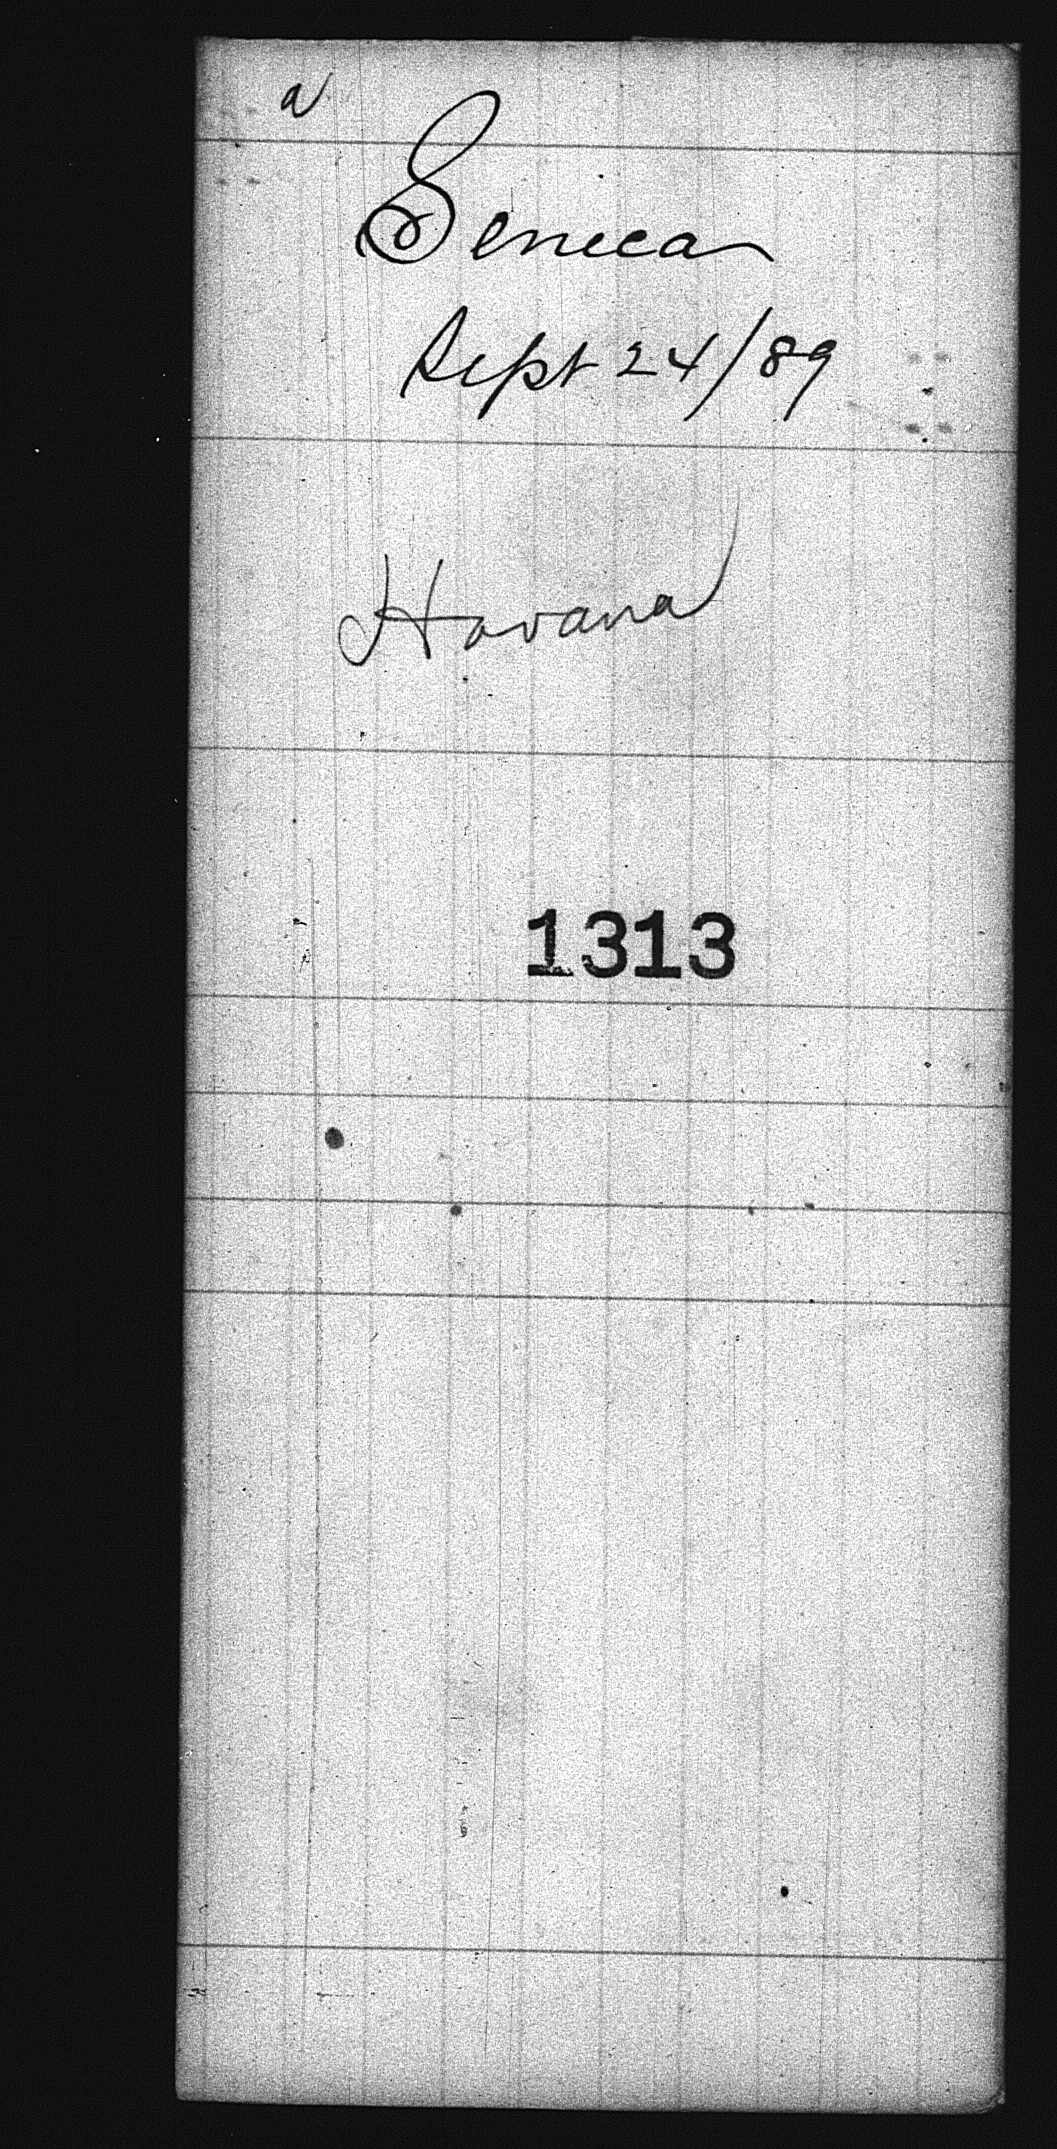 a
Seneca
Sept 24/89
Havana
1313